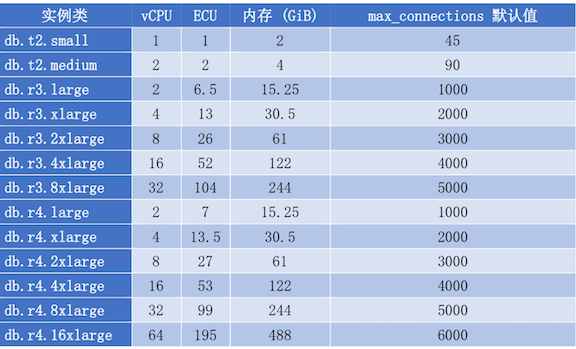 实例类 vCPU ECU 内存 (GiB) max_connections 默认值
db.t2.small 1 1 2 45
db.t2.medium 2 2 4 90
db.r3.large 2 6.5 15.25 1000
db.r3.xlarge 4 13 30.5 2000
db.r3.2xlarge 8 26 61 3000
db.r3.4xlarge 16 52 122 4000
db.r3.8xlarge 32 104 244 5000
db.r4.large 2 7 15.25 1000
db.r4.xlarge 4 13.5 30.5 2000
db.r4.2xlarge 8 27 61 3000
db.r4.4xlarge 16 53 122 4000
db.r4.8xlarge 32 99 244 5000
db.r4.16xlarge 64 195 488 6000